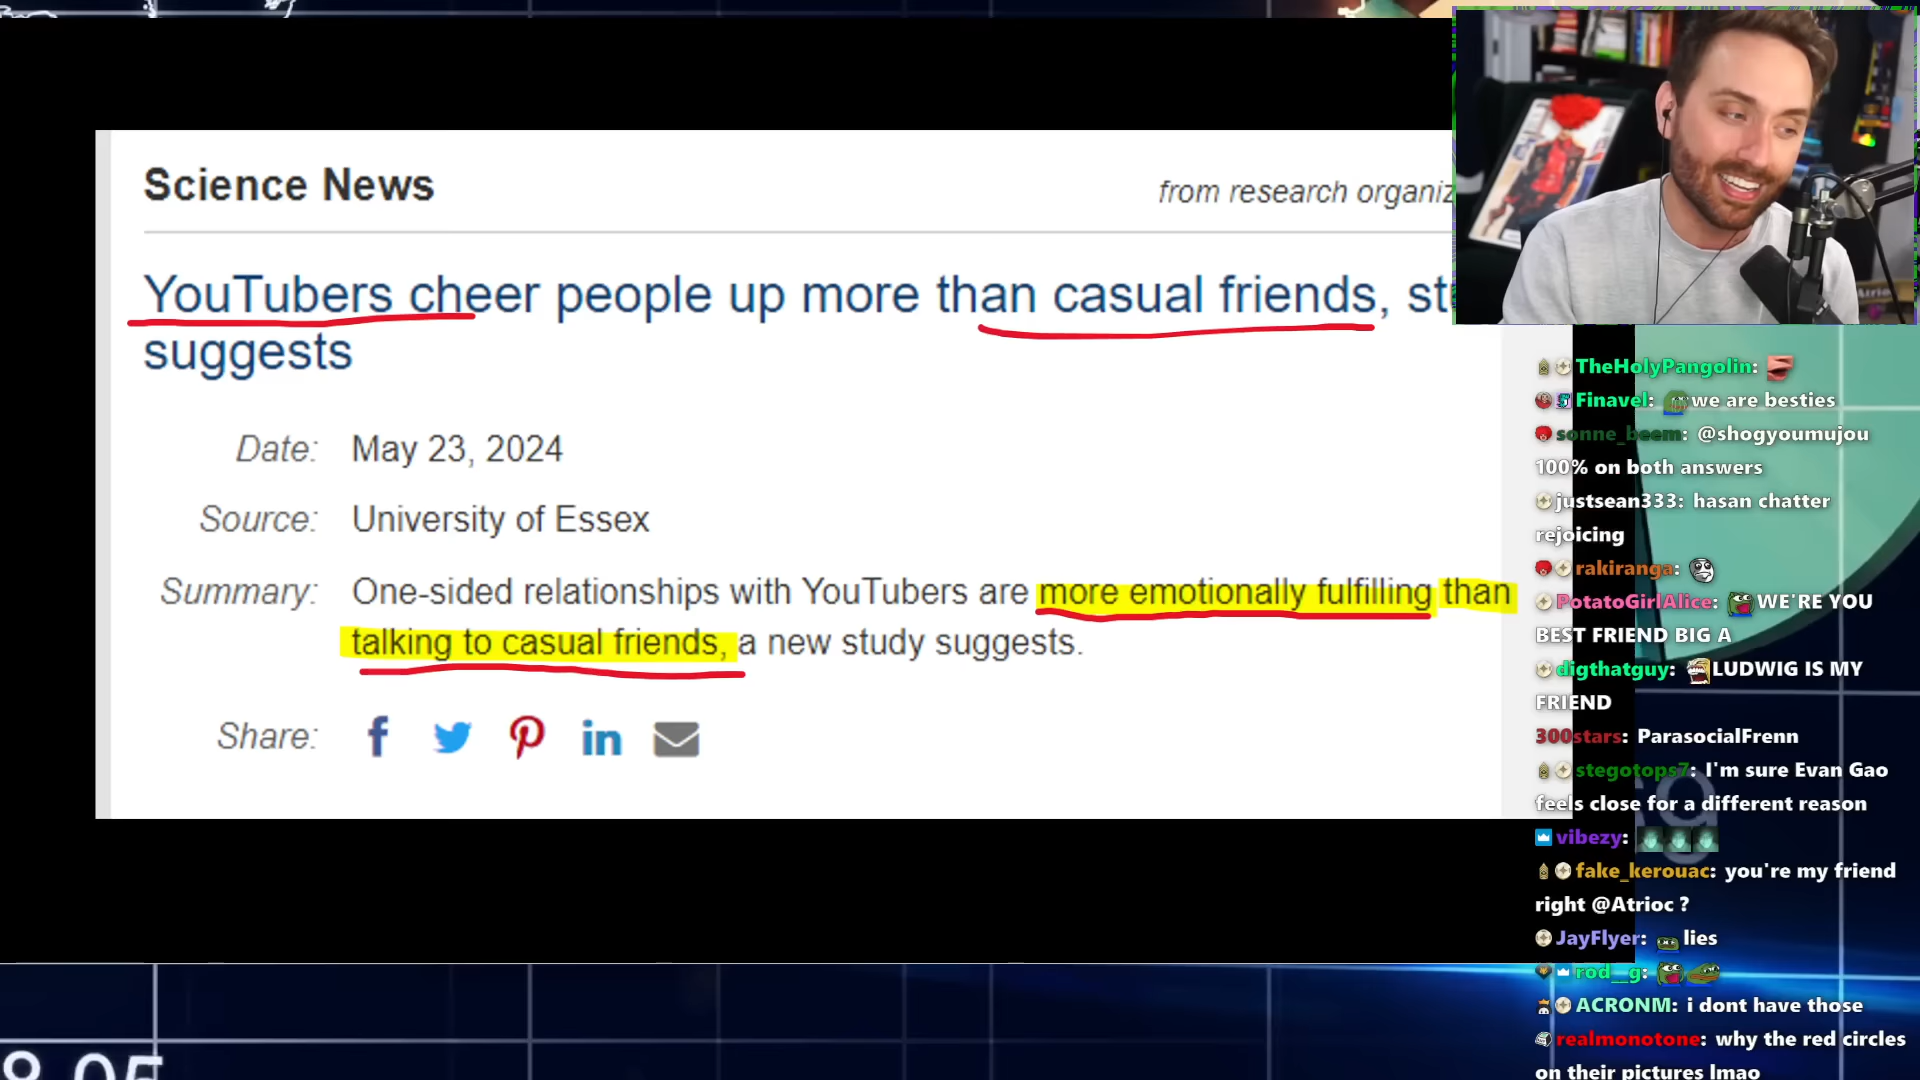 Science News
from research organiz
YouTubers cheer people up more than casual friends, st
suggests
Date: May 23, 2024
Source: University of Essex
Summary: One-sided relationships with YouTubers are more emotionally fulfilling than
talking to casual friends, a new study suggests.
Share:
TheHolyPangolin:
Finavel: we are besties
sonne_beem: @shogyoumujou
100% on both answers
justsean333: hasan chatter
rejoicing
rakiranga:
PotatoGirlAlice: WE'RE YOU
BEST FRIEND BIG A
digthatguy: LUDWIG IS MY
FRIEND
300stars: ParasocialFrenn
stegotops7: I'm sure Evan Gao
feels close for a different reason
vibezy:
fake_kerouac: you're my friend
right @Atrioc ?
JayFlyer: lies
rod__g:
ACRONM: i dont have those
realmonotone: why the red circles
on their pictures lmao